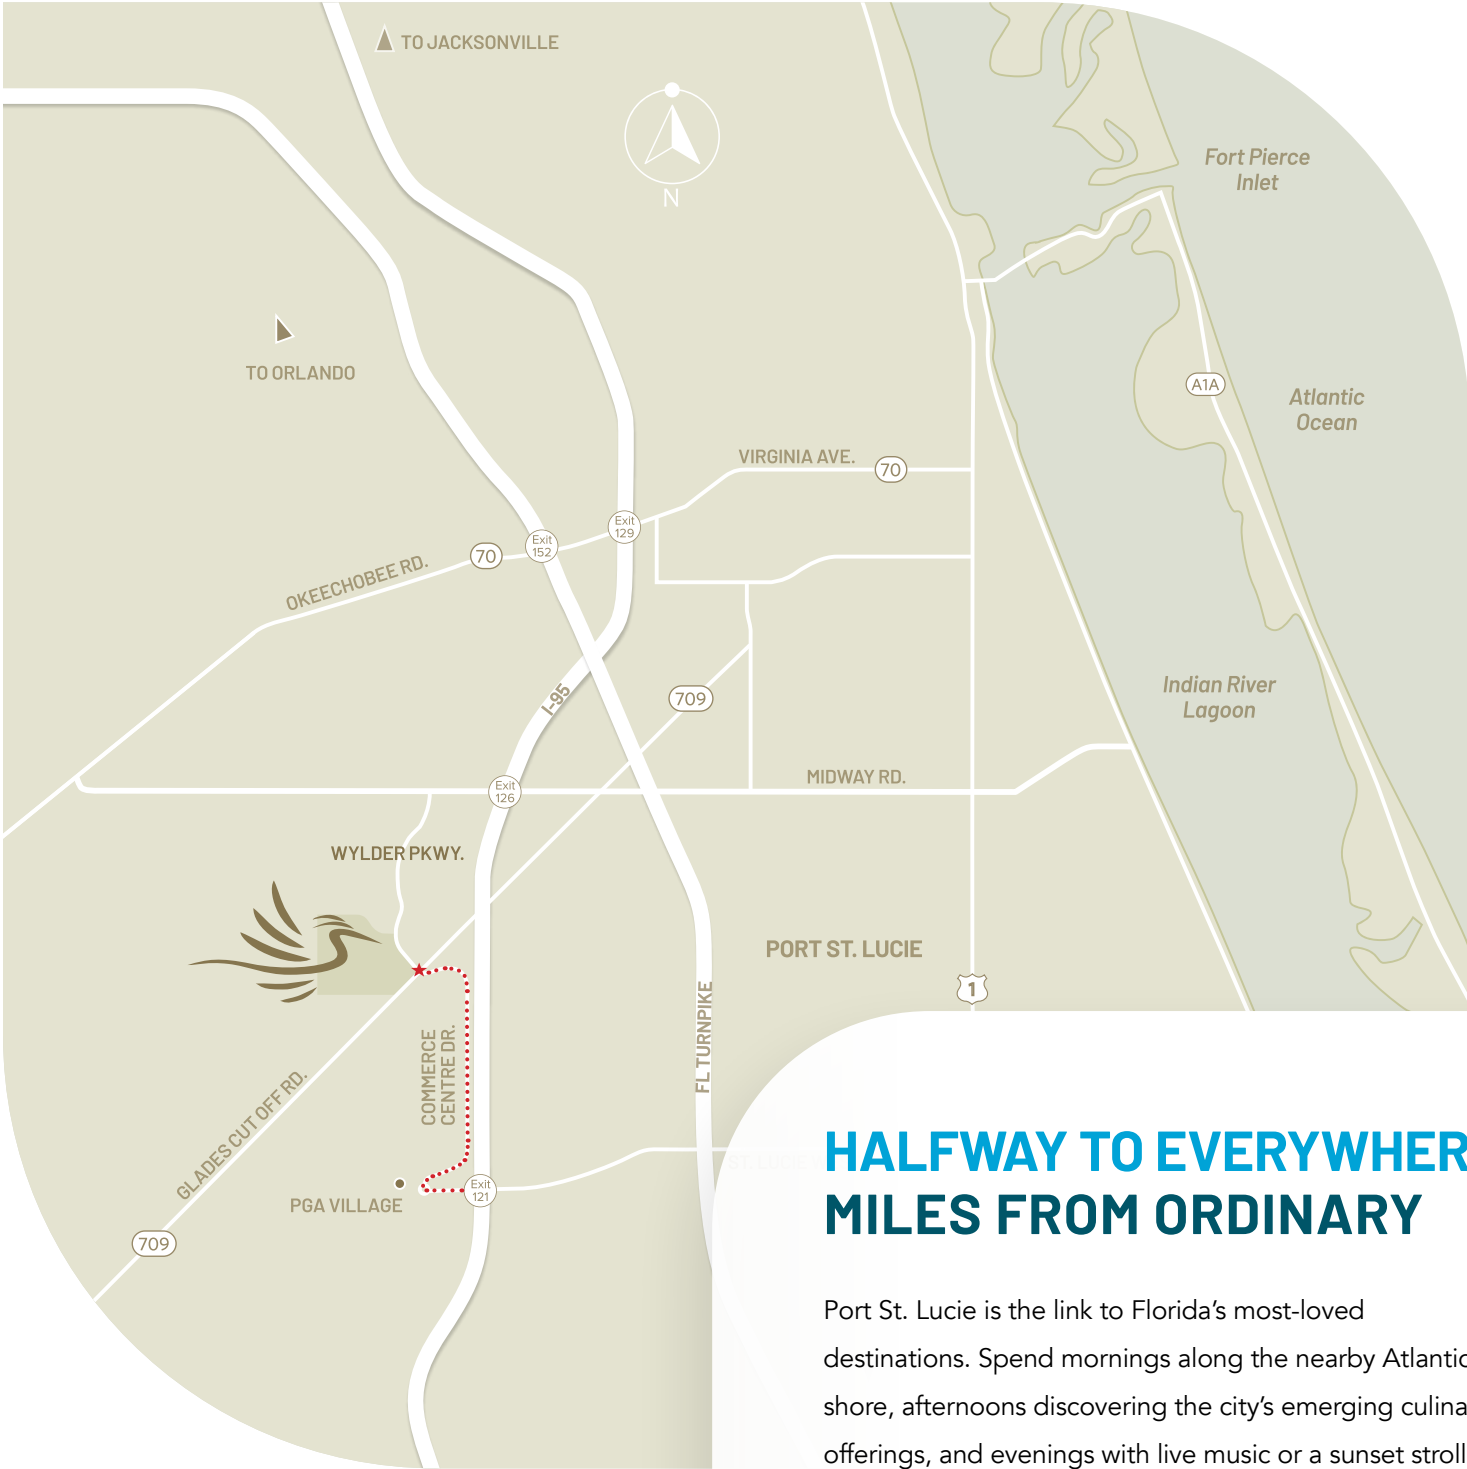 TO JACKSONVILLE
N
Fort Pierce
Inlet
TO ORLANDO
A1A
Atlantic
Ocean
VIRGINIA AVE.
70
Exit
129
Exit
152
70
OKEECHOBEE RD.
I-95
709
Indian River
Lagoon
MIDWAY RD.
Exit
126
WYLDER PKWY.
PORT ST. LUCIE
1
FL TURNPIKE
COMMERCE
CENTRE DR.
GLADES CUT OFF RD.
Exit
121
PGA VILLAGE
709
HALFWAY TO EVERYWHER
MILES FROM ORDINARY
Port St. Lucie is the link to Florida’s most-loved
destinations. Spend mornings along the nearby Atlantic
shore, afternoons discovering the city’s emerging culina
offerings, and evenings with live music or a sunset stroll